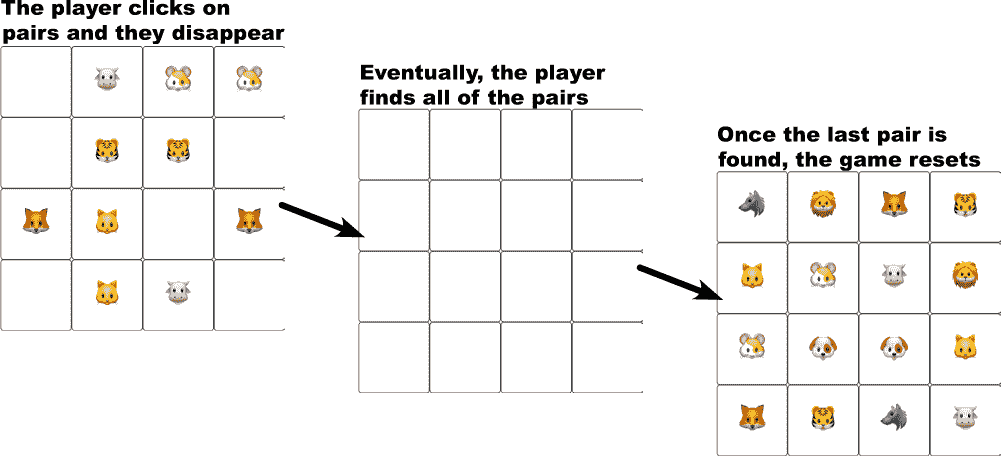 The player clicks on
pairs and they disappear
Eventually, the player
finds all of the pairs
Once the last pair is
found, the game resets